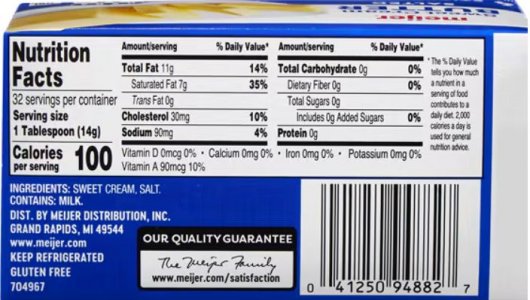 meijer
Nutrition Facts
32 servings per container
Serving size
1 Tablespoon (14g)
Calories per serving 100
Amount/serving % Daily Value*
Total Fat 11g 14%
Saturated Fat 7g 35%
Trans Fat 0g
Cholesterol 30mg 10%
Sodium 90mg 4%
Amount/serving % Daily Value*
Total Carbohydrate 0g 0%
Dietary Fiber 0g 0%
Total Sugars 0g
Includes 0g Added Sugars 0%
Protein 0g
Vitamin D 0mcg 0% • Calcium 0mg 0% • Iron 0mg 0% • Potassium 0mg 0%
Vitamin A 90mcg 10%
* The % Daily Value
tells you how much
a nutrient in a
serving of food
contributes to a
daily diet. 2,000
calories a day is
used for general
nutrition advice.
INGREDIENTS: SWEET CREAM, SALT.
CONTAINS: MILK.
DIST. BY MEIJER DISTRIBUTION, INC.
GRAND RAPIDS, MI 49544
www.meijer.com
KEEP REFRIGERATED
GLUTEN FREE
704967
OUR QUALITY GUARANTEE
The Meijer Family
www.meijer.com/satisfaction
0 41250 94882 7